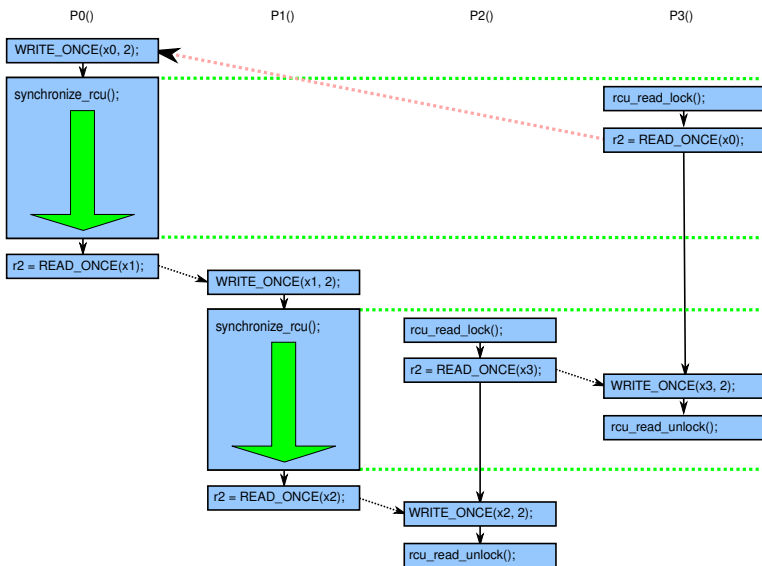 P0()
P1()
P2()
P3()
WRITE_ONCE(x0, 2);
synchronize_rcu();
rcu_read_lock();
r2 = READ_ONCE(x0);
r2 = READ_ONCE(x1);
WRITE_ONCE(x1, 2);
synchronize_rcu();
rcu_read_lock();
r2 = READ_ONCE(x3);
WRITE_ONCE(x3, 2);
rcu_read_unlock();
r2 = READ_ONCE(x2);
WRITE_ONCE(x2, 2);
rcu_read_unlock();